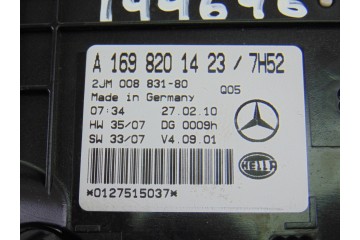 144646
A 169 820 14 23 / 7H52
2JM 008 831-80 Q05
Made in Germany
07:34 27.02.10
HW 35/07 DG 0009h
SW 33/07 V4.09.01
HELLA
*0127515037*